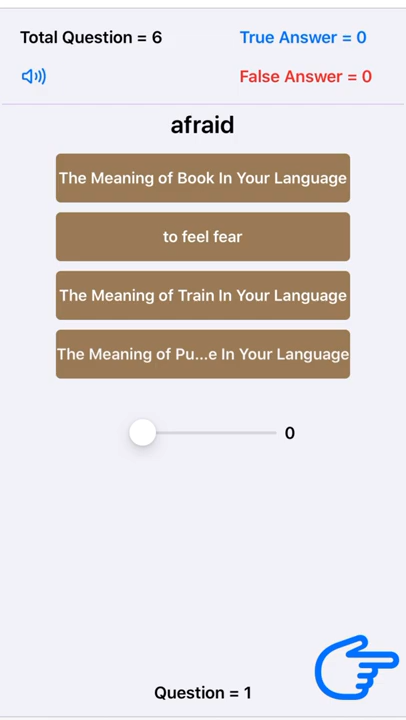 Total Question = 6
True Answer = 0
False Answer = 0
afraid
The Meaning of Book In Your Language
to feel fear
The Meaning of Train In Your Language
The Meaning of Pu...e In Your Language
0
Question = 1